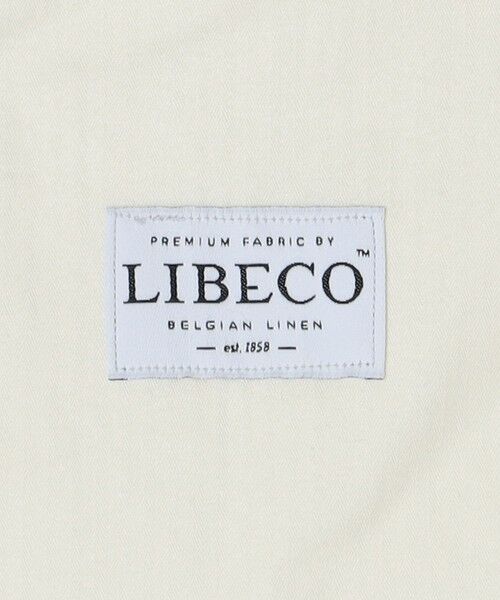 PREMIUM FABRIC BY
LIBECO™
BELGIAN LINEN
— est. 1858 —